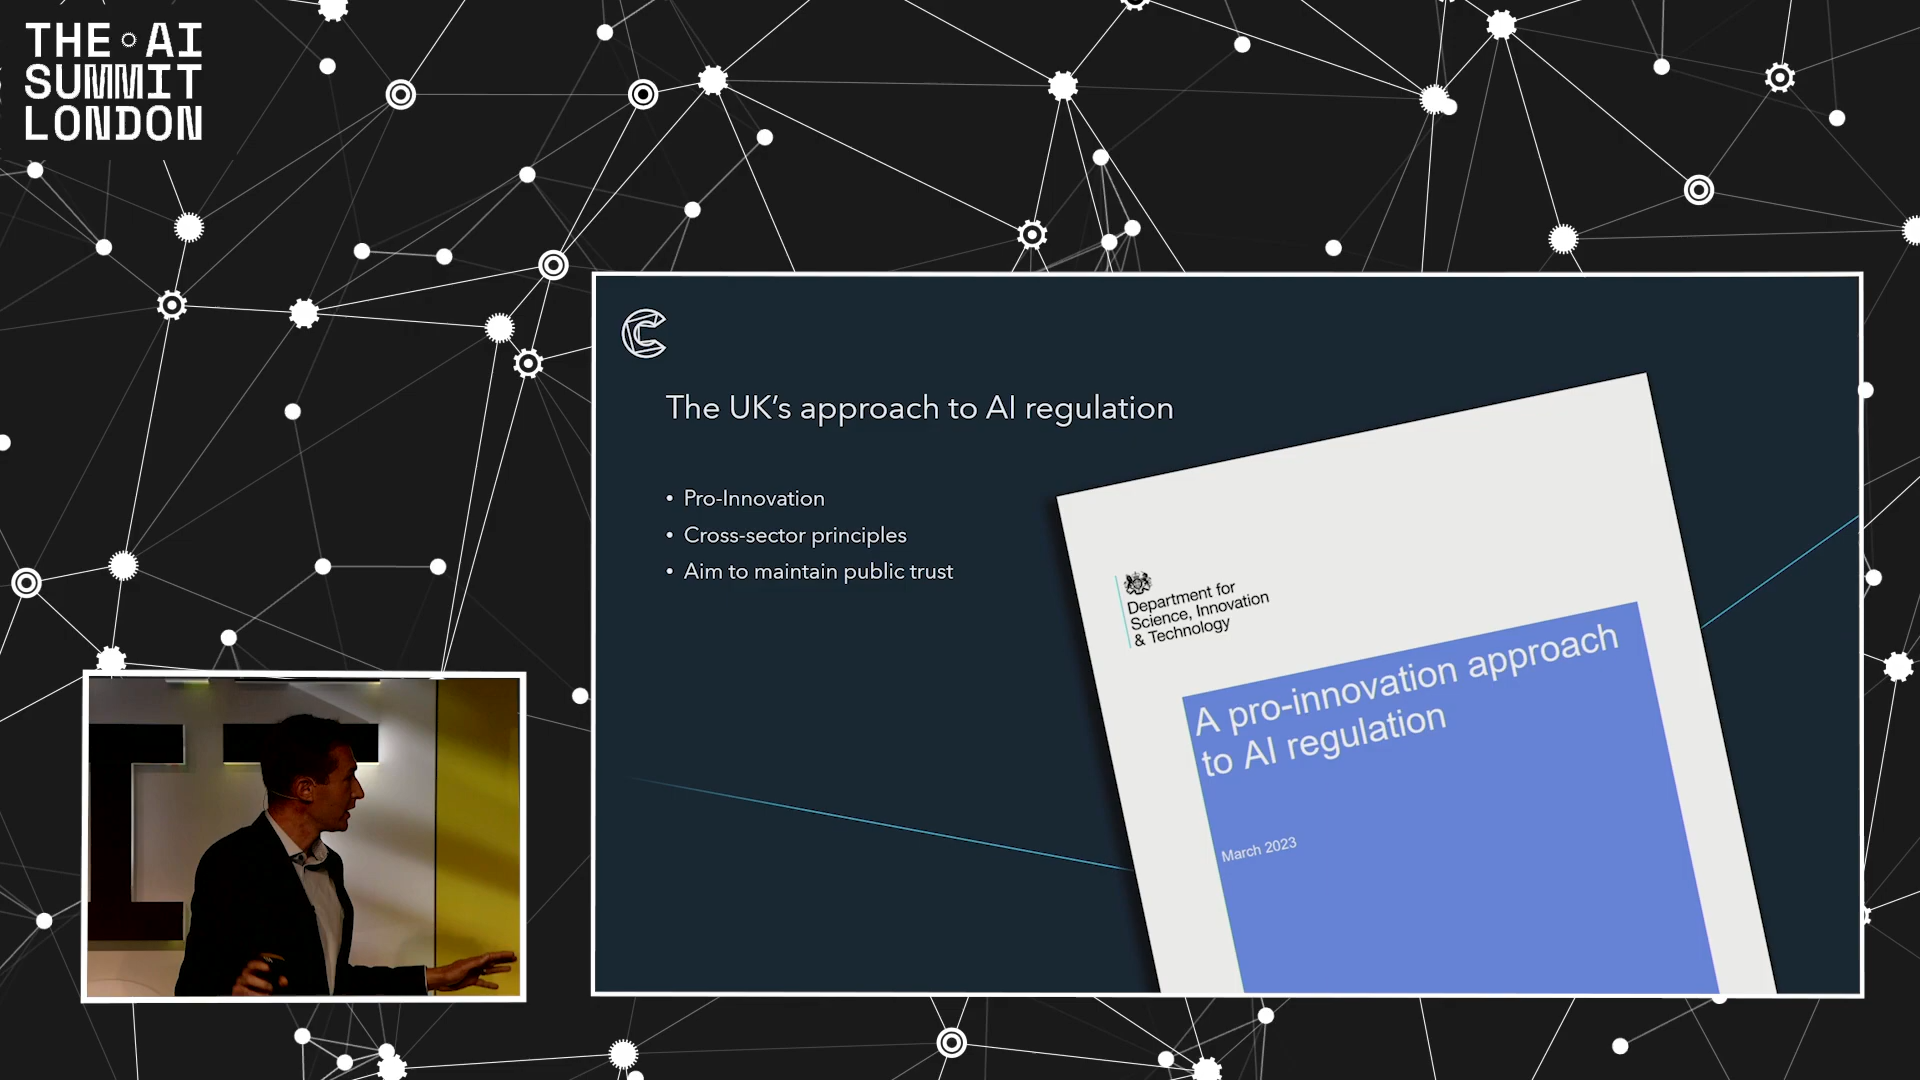 THE AI
SUMMIT
LONDON
The UK's approach to AI regulation
• Pro-Innovation
• Cross-sector principles
• Aim to maintain public trust
Department for
Science, Innovation
& Technology
A pro-innovation approach
to AI regulation
March 2023